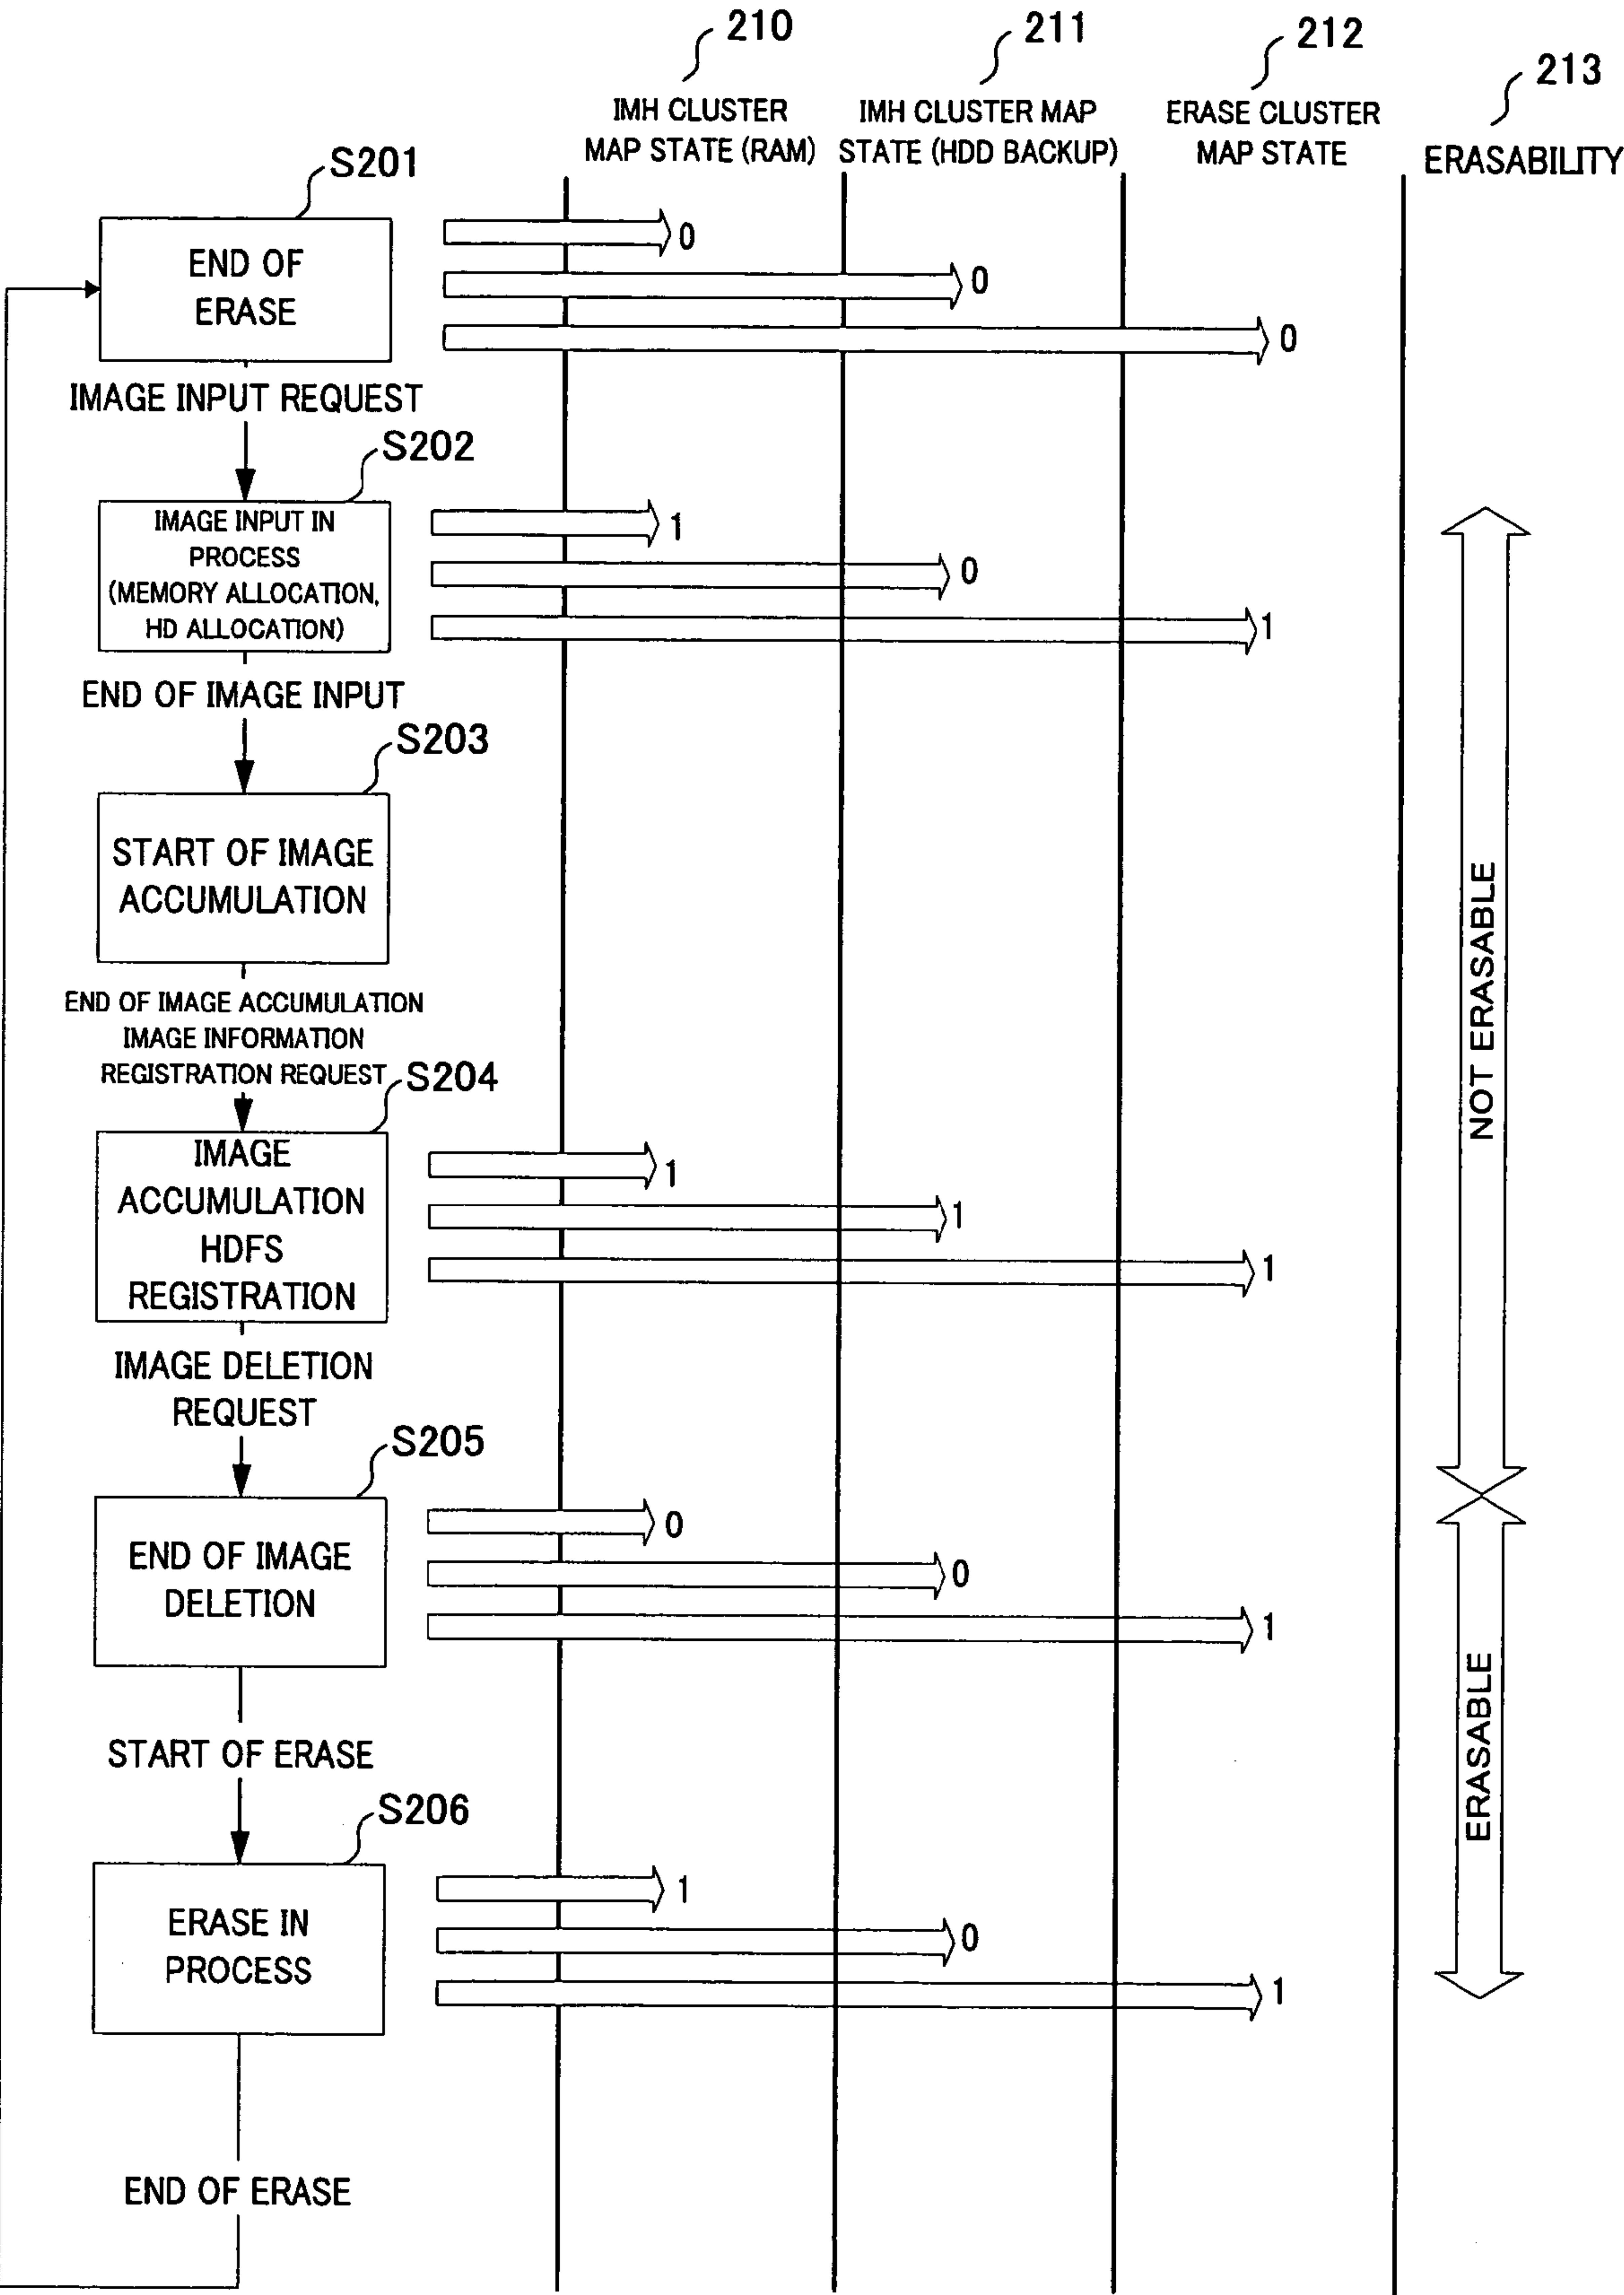 210
211
212
213
IMH CLUSTER
MAP STATE (RAM)
IMH CLUSTER MAP
STATE (HDD BACKUP)
ERASE CLUSTER
MAP STATE
ERASABILITY
S201
END OF
ERASE
0
0
0
IMAGE INPUT REQUEST
S202
IMAGE INPUT IN
PROCESS
(MEMORY ALLOCATION,
HD ALLOCATION)
1
0
1
END OF IMAGE INPUT
S203
START OF IMAGE
ACCUMULATION
NOT ERASABLE
END OF IMAGE ACCUMULATION
IMAGE INFORMATION
REGISTRATION REQUEST
S204
IMAGE
ACCUMULATION
HDFS
REGISTRATION
1
1
1
IMAGE DELETION
REQUEST
S205
END OF IMAGE
DELETION
0
0
1
ERASABLE
START OF ERASE
S206
ERASE IN
PROCESS
1
0
1
END OF ERASE